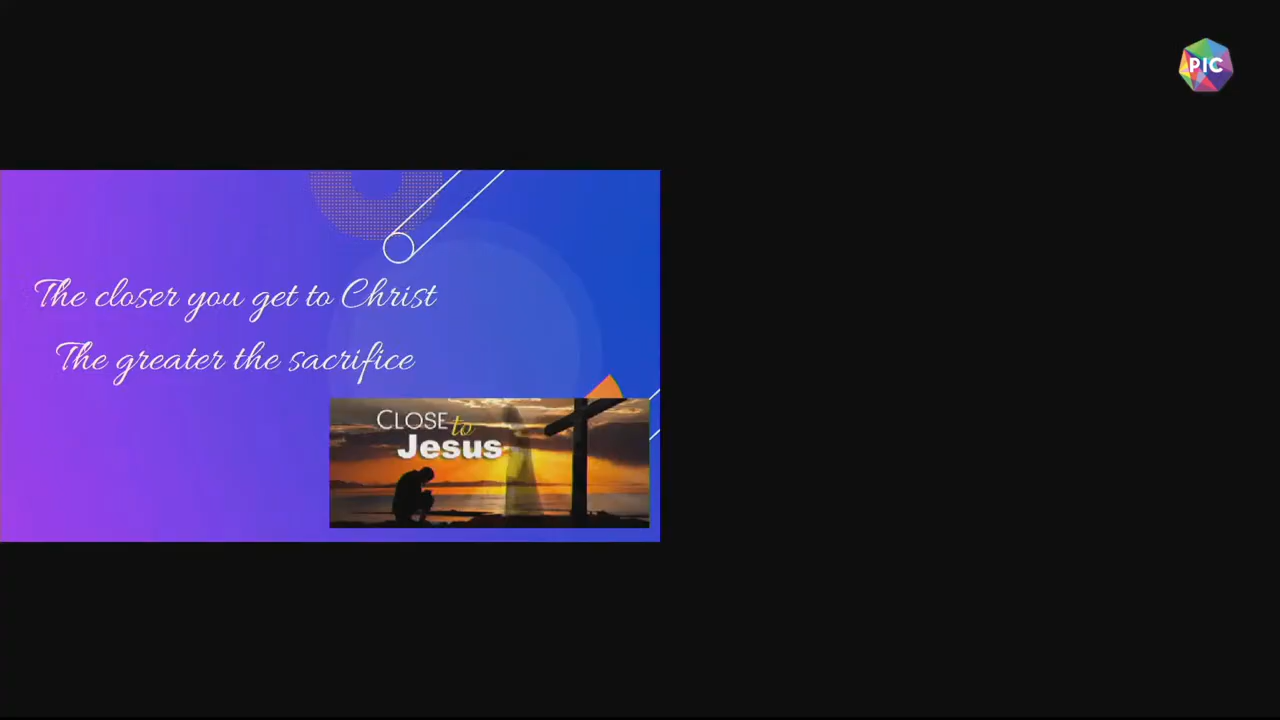 PIC
The closer you get to Christ
The greater the sacrifice
CLOSE to
Jesus